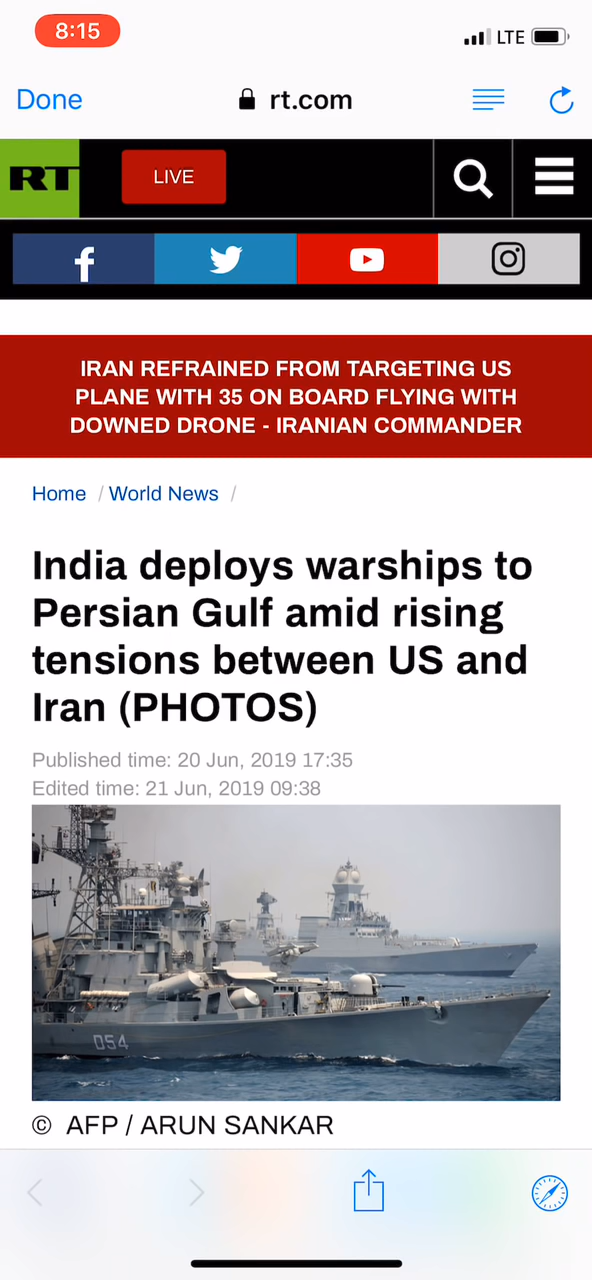 8:15
LTE
Done
rt.com
RT
LIVE
IRAN REFRAINED FROM TARGETING US
PLANE WITH 35 ON BOARD FLYING WITH
DOWNED DRONE - IRANIAN COMMANDER
Home / World News /
India deploys warships to
Persian Gulf amid rising
tensions between US and
Iran (PHOTOS)
Published time: 20 Jun, 2019 17:35
Edited time: 21 Jun, 2019 09:38
D54
© AFP / ARUN SANKAR